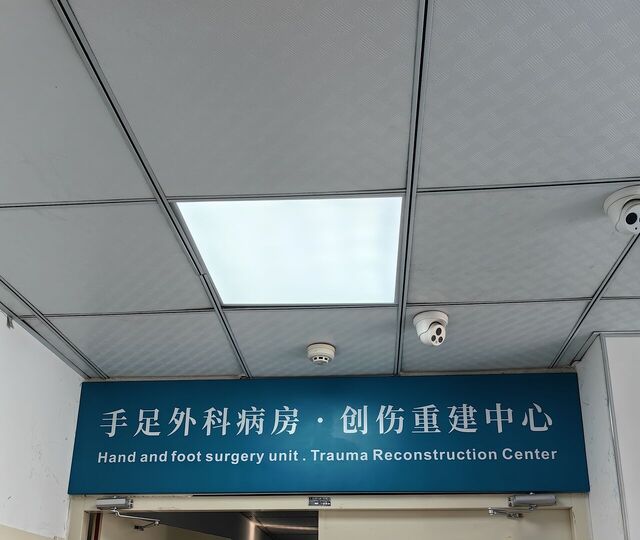 手足外科病房·创伤重建中心
Hand and foot surgery unit . Trauma Reconstruction Center